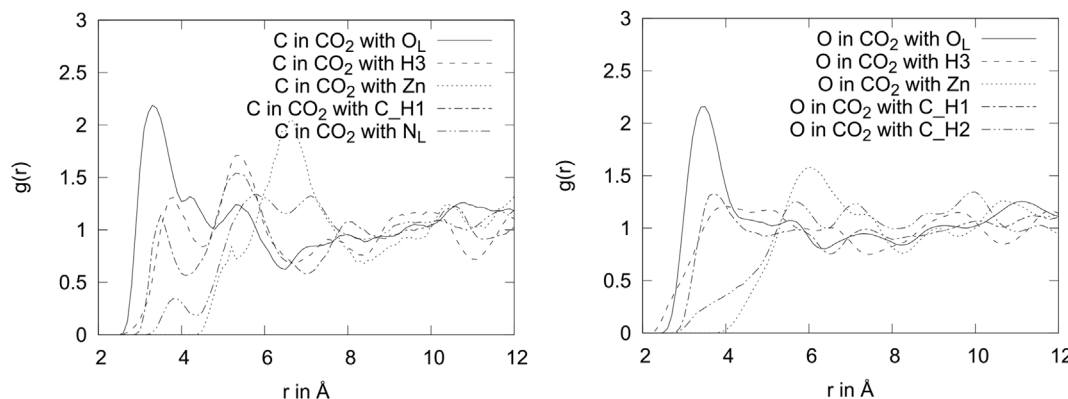 3
2.5
2
1.5
1
0.5
0
g(r)
C in CO₂ with O_L
C in CO₂ with H3
C in CO₂ with Zn
C in CO₂ with C_H1
C in CO₂ with N_L
2 4 6 8 10 12
r in Å
3
2.5
2
1.5
1
0.5
0
g(r)
O in CO₂ with O_L
O in CO₂ with H3
O in CO₂ with Zn
O in CO₂ with C_H1
O in CO₂ with C_H2
2 4 6 8 10 12
r in Å